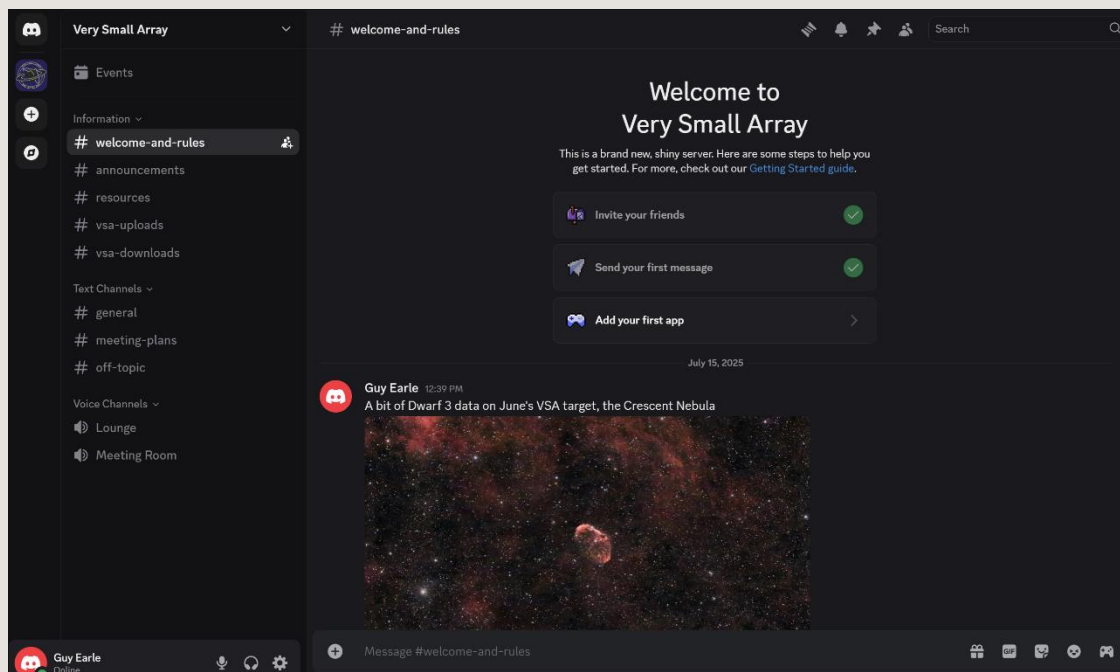 Very Small Array
Events
Information
# welcome-and-rules
# announcements
# resources
# vsa-uploads
# vsa-downloads
Text Channels
# general
# meeting-plans
# off-topic
Voice Channels
Lounge
Meeting Room
Guy Earle
Online
# welcome-and-rules
Search
Welcome to
Very Small Array
This is a brand new, shiny server. Here are some steps to help you
get started. For more, check out our Getting Started guide.
Invite your friends
Send your first message
Add your first app
July 15, 2025
Guy Earle 12:39 PM
A bit of Dwarf 3 data on June's VSA target, the Crescent Nebula
Message #welcome-and-rules
GIF